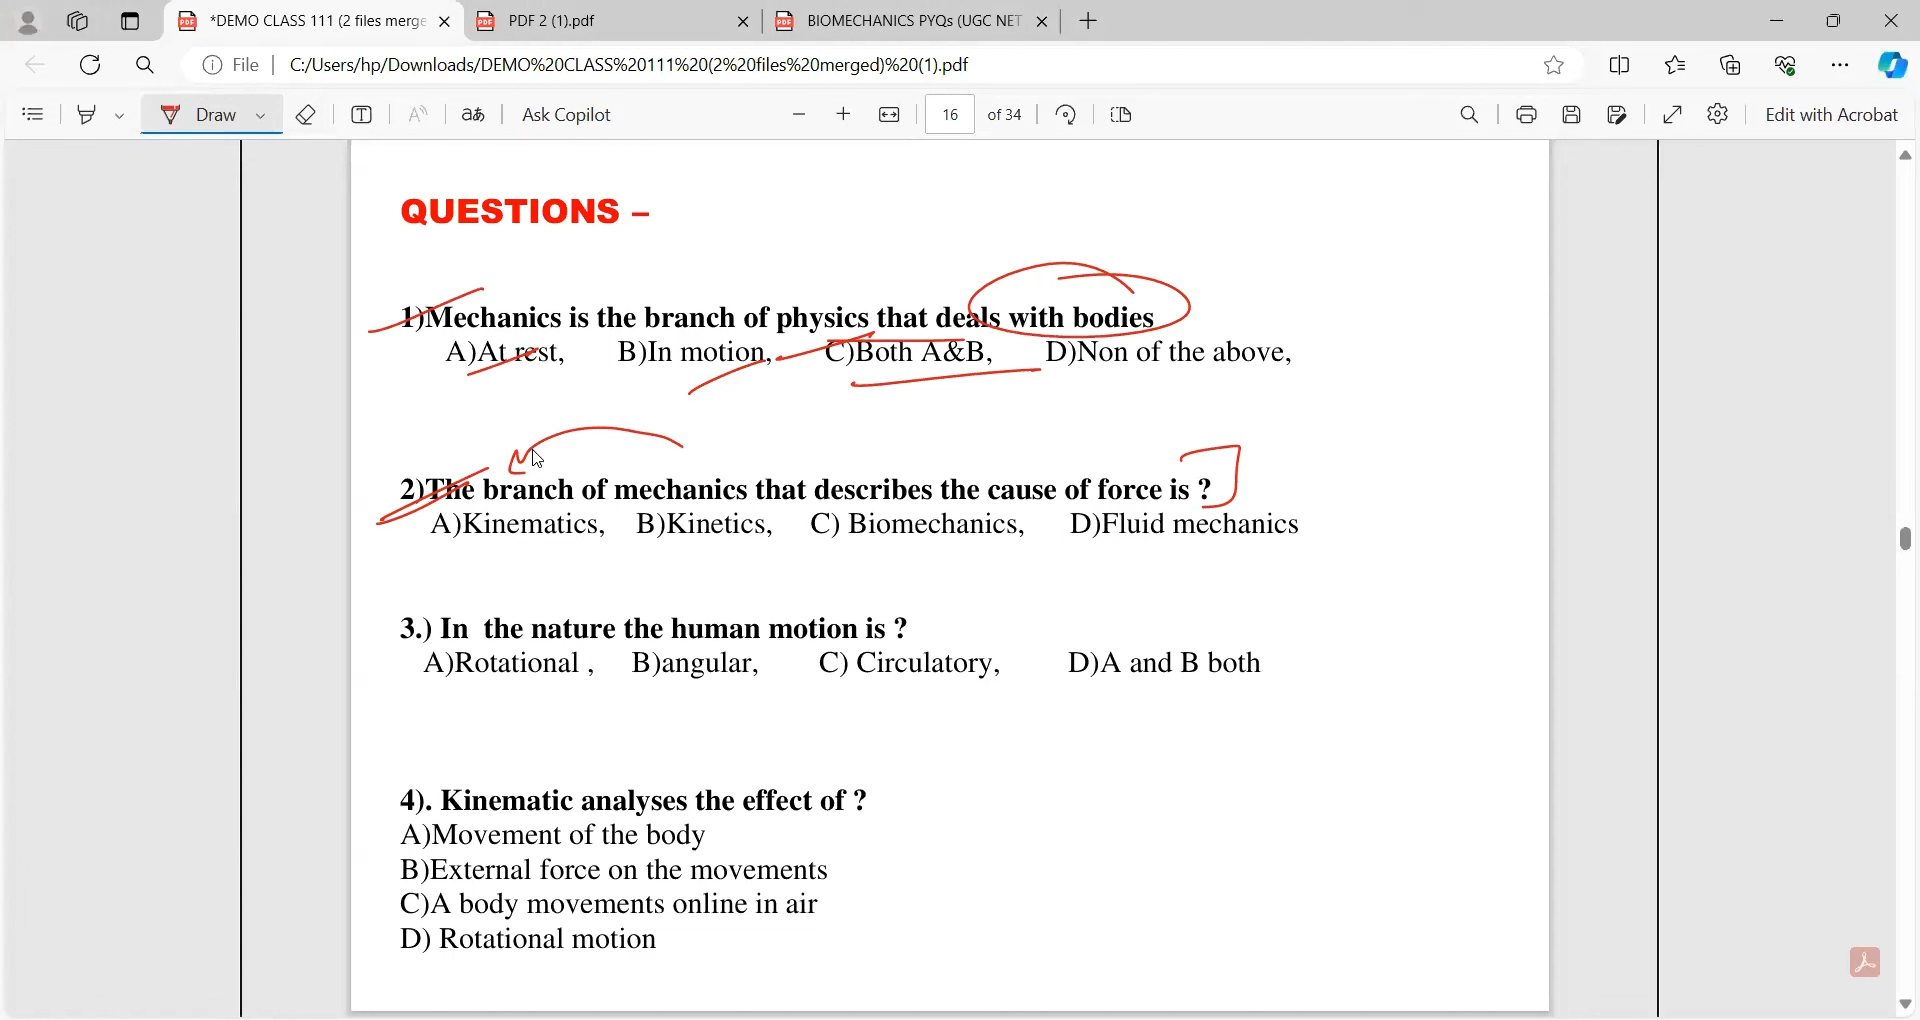 *DEMO CLASS 111 (2 files merge
PDF 2 (1).pdf
BIOMECHANICS PYQs (UGC NET
File
C:/Users/hp/Downloads/DEMO%20CLASS%20111%20(2%20files%20merged)%20(1).pdf
Draw
aあ
Ask Copilot
16 of 34
Edit with Acrobat
QUESTIONS –
1)Mechanics is the branch of physics that deals with bodies
A)At rest, B)In motion, C)Both A&B, D)Non of the above,
2)The branch of mechanics that describes the cause of force is ?
A)Kinematics, B)Kinetics, C) Biomechanics, D)Fluid mechanics
3.) In the nature the human motion is ?
A)Rotational , B)angular, C) Circulatory, D)A and B both
4). Kinematic analyses the effect of ?
A)Movement of the body
B)External force on the movements
C)A body movements online in air
D) Rotational motion